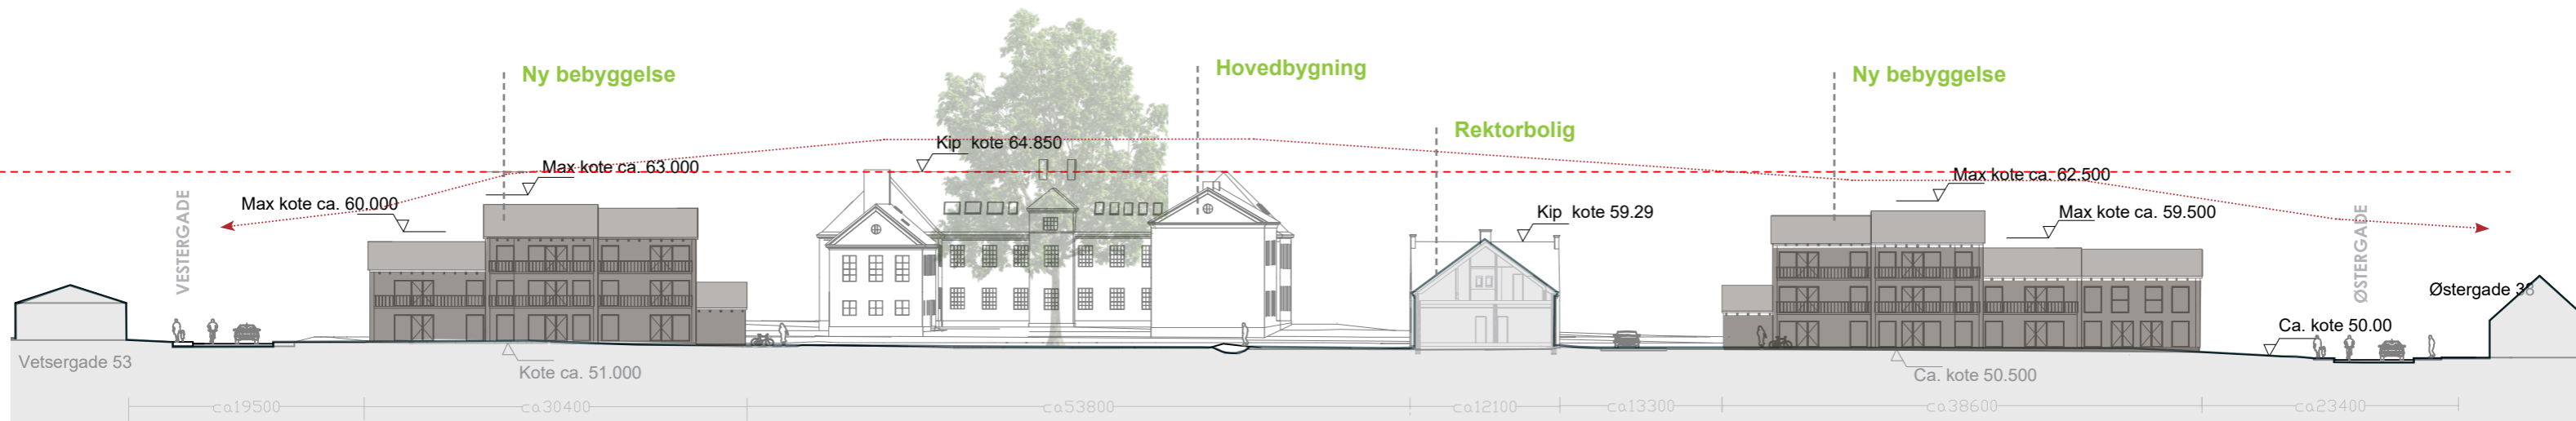 Ny bebyggelse
Hovedbygning
Ny bebyggelse
Rektorbolig
Kip kote 64.850
Max kote ca. 63.000
Max kote ca. 62.500
VESTERGADE
Max kote ca. 60.000
Kip kote 59.29
Max kote ca. 59.500
ØSTERGADE
Østergade 38
Ca. kote 50.00
Vetsergade 53
Kote ca. 51.000
Ca. kote 50.500
ca19500
ca30400
ca53800
ca12100
ca13300
ca38600
ca23400